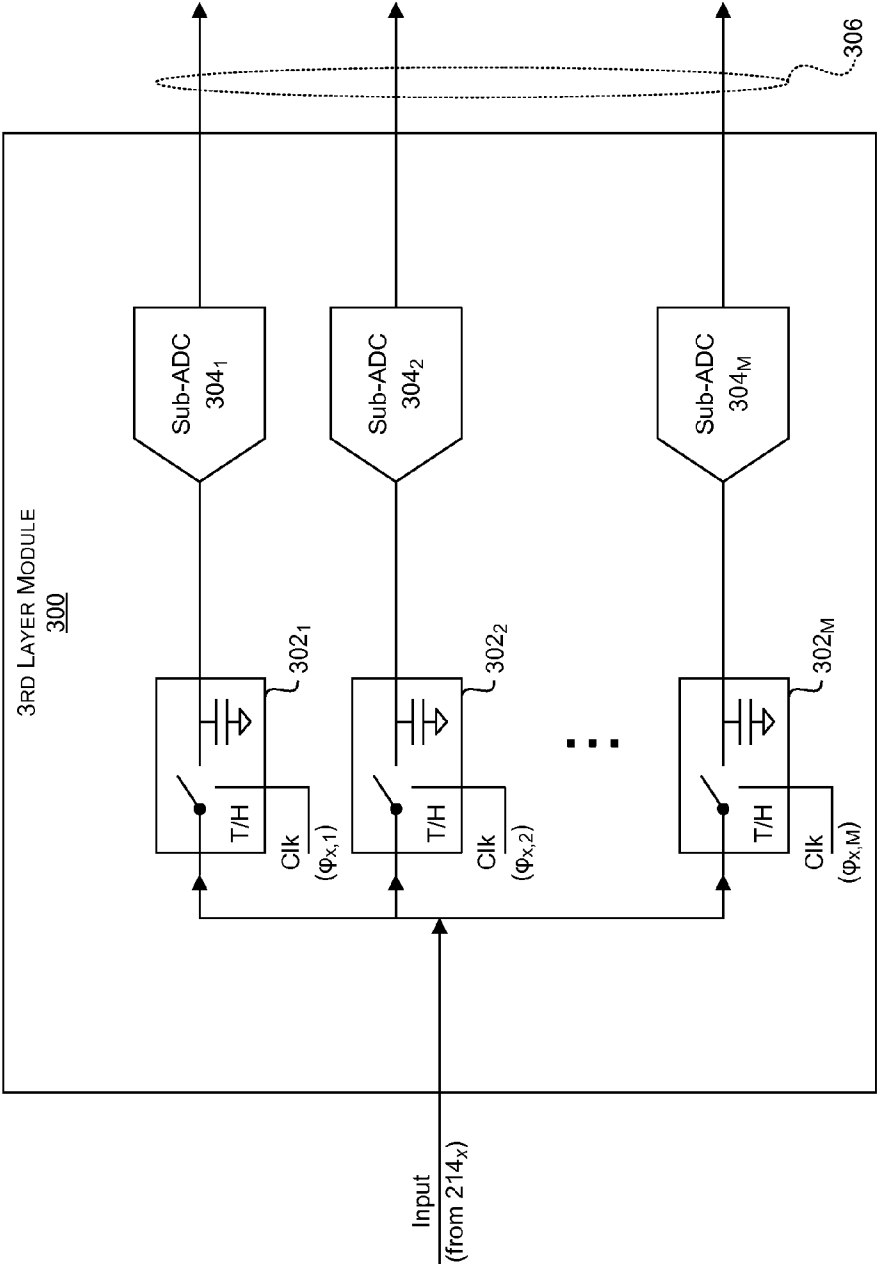 3RD LAYER MODULE
300
Input
(from 214x)
T/H
Clk
(φx,1)
302₁
Sub-ADC
304₁
T/H
Clk
(φx,2)
302₂
Sub-ADC
304₂
...
T/H
Clk
(φx,M)
302M
Sub-ADC
304M
306